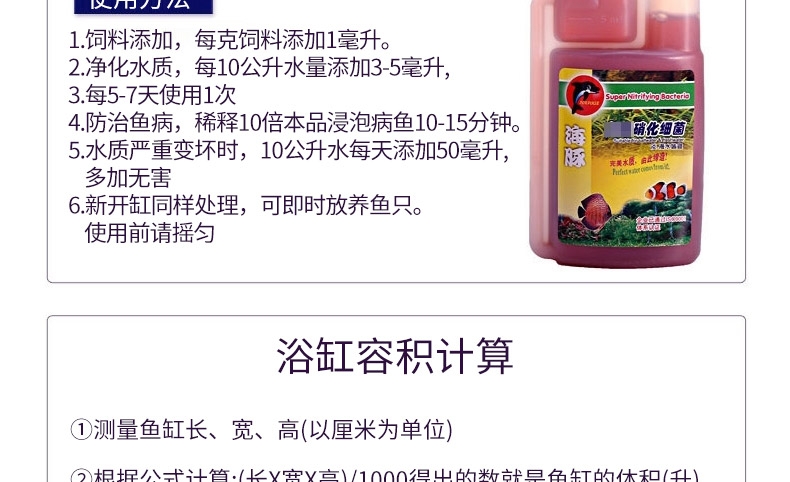 使用方法
1.饲料添加，每克饲料添加1毫升。
2.净化水质，每10公升水量添加3-5毫升,
3.每5-7天使用1次
4.防治鱼病，稀释10倍本品浸泡病鱼10-15分钟。
5.水质严重变坏时，10公升水每天添加50毫升,
多加无害
6.新开缸同样处理，可即时放养鱼只。
使用前请摇匀
Super Nitrifying Bacteria
硝化细菌
海豚
完美水质，由此缔造!
Perfect water comes from it.
浴缸容积计算
①测量鱼缸长、宽、高(以厘米为单位)
②根据公式计算:(长X宽X高)/1000得出的数就是鱼缸的体积(升)